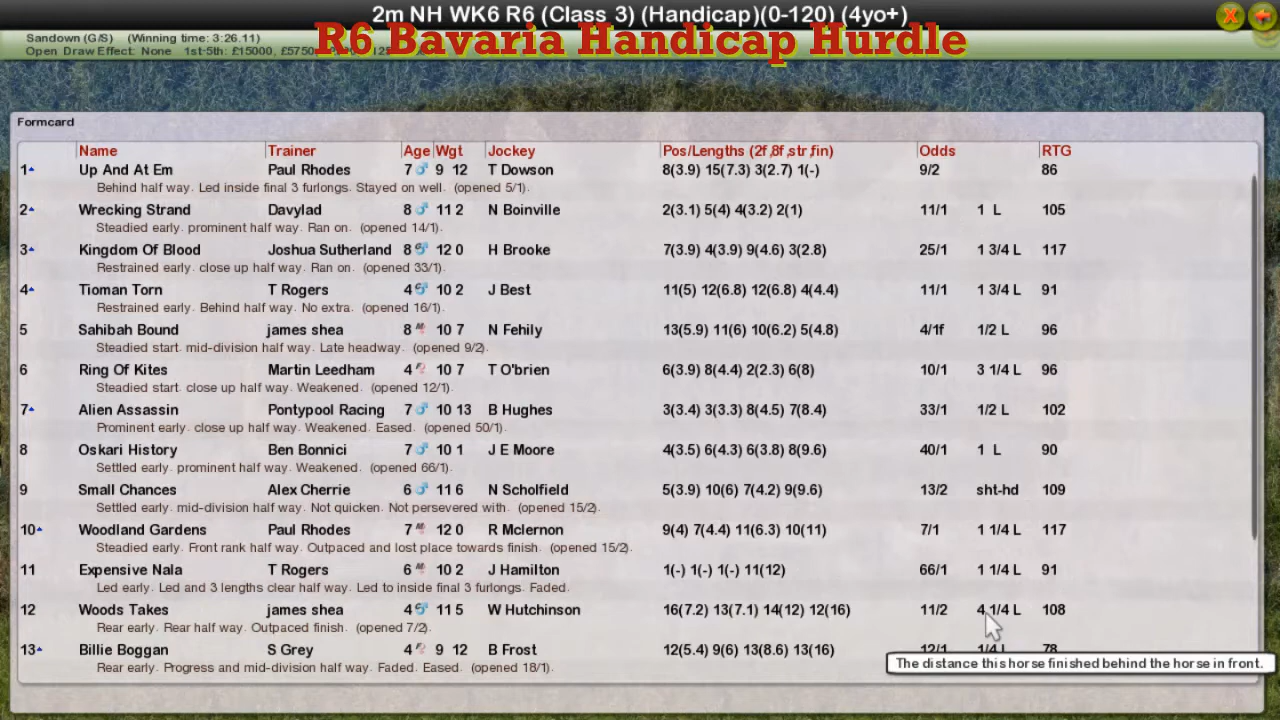 2m NH WK6 R6 (Class 3) (Handicap)(0-120) (4yo+)
R6 Bavaria Handicap Hurdle
Sandown (G/S) (Winning time: 3:26.11)
Open Draw Effect: None 1st-5th: £15000, £5750
Formcard
Name Trainer Age Wgt Jockey Pos/Lengths (2f,8f,str,fin) Odds RTG
1 Up And At Em Paul Rhodes 7 9 12 T Dowson 8(3.9) 15(7.3) 3(2.7) 1(-) 9/2 86
Behind half way. Led inside final 3 furlongs. Stayed on well. (opened 5/1).
2 Wrecking Strand Davylad 8 11 2 N Boinville 2(3.1) 5(4) 4(3.2) 2(1) 11/1 1 L 105
Steadied early. prominent half way. Ran on. (opened 14/1).
3 Kingdom Of Blood Joshua Sutherland 8 12 0 H Brooke 7(3.9) 4(3.9) 9(4.6) 3(2.8) 25/1 1 3/4 L 117
Restrained early. close up half way. Ran on. (opened 33/1).
4 Tioman Torn T Rogers 4 10 2 J Best 11(5) 12(6.8) 12(6.8) 4(4.4) 11/1 1 3/4 L 91
Restrained early. Behind half way. No extra. (opened 16/1).
5 Sahibah Bound james shea 8 10 7 N Fehily 13(5.9) 11(6) 10(6.2) 5(4.8) 4/1f 1/2 L 96
Steadied start. mid-division half way. Late headway. (opened 9/2).
6 Ring Of Kites Martin Leedham 4 10 7 T O'brien 6(3.9) 8(4.4) 2(2.3) 6(8) 10/1 3 1/4 L 96
Steadied start. close up half way. Weakened. (opened 12/1).
7 Alien Assassin Pontypool Racing 7 10 13 B Hughes 3(3.4) 3(3.3) 8(4.5) 7(8.4) 33/1 1/2 L 102
Prominent early. close up half way. Weakened. Eased. (opened 50/1).
8 Oskari History Ben Bonnici 7 10 1 J E Moore 4(3.5) 6(4.3) 6(3.8) 8(9.6) 40/1 1 L 90
Settled early. prominent half way. Weakened. (opened 66/1).
9 Small Chances Alex Cherrie 6 11 6 N Scholfield 5(3.9) 10(6) 7(4.2) 9(9.6) 13/2 sht-hd 109
Settled early. mid-division half way. Not quicken. Not persevered with. (opened 15/2).
10 Woodland Gardens Paul Rhodes 7 12 0 R Mclernon 9(4) 7(4.4) 11(6.3) 10(11) 7/1 1 1/4 L 117
Steadied early. Front rank half way. Outpaced and lost place towards finish. (opened 15/2).
11 Expensive Nala T Rogers 6 10 2 J Hamilton 1(-) 1(-) 1(-) 11(12) 66/1 1 1/4 L 91
Led early. Led and 3 lengths clear half way. Led to inside final 3 furlongs. Faded.
12 Woods Takes james shea 4 11 5 W Hutchinson 16(7.2) 13(7.1) 14(12) 12(16) 11/2 4 1/4 L 108
Rear early. Rear half way. Outpaced finish. (opened 7/2).
13 Billie Boggan S Grey 4 9 12 B Frost 12(5.4) 9(6) 13(8.6) 13(16) 12/1 1/4 L 78
Rear early. Progress and mid-division half way. Faded. Eased. (opened 18/1).
The distance this horse finished behind the horse in front.